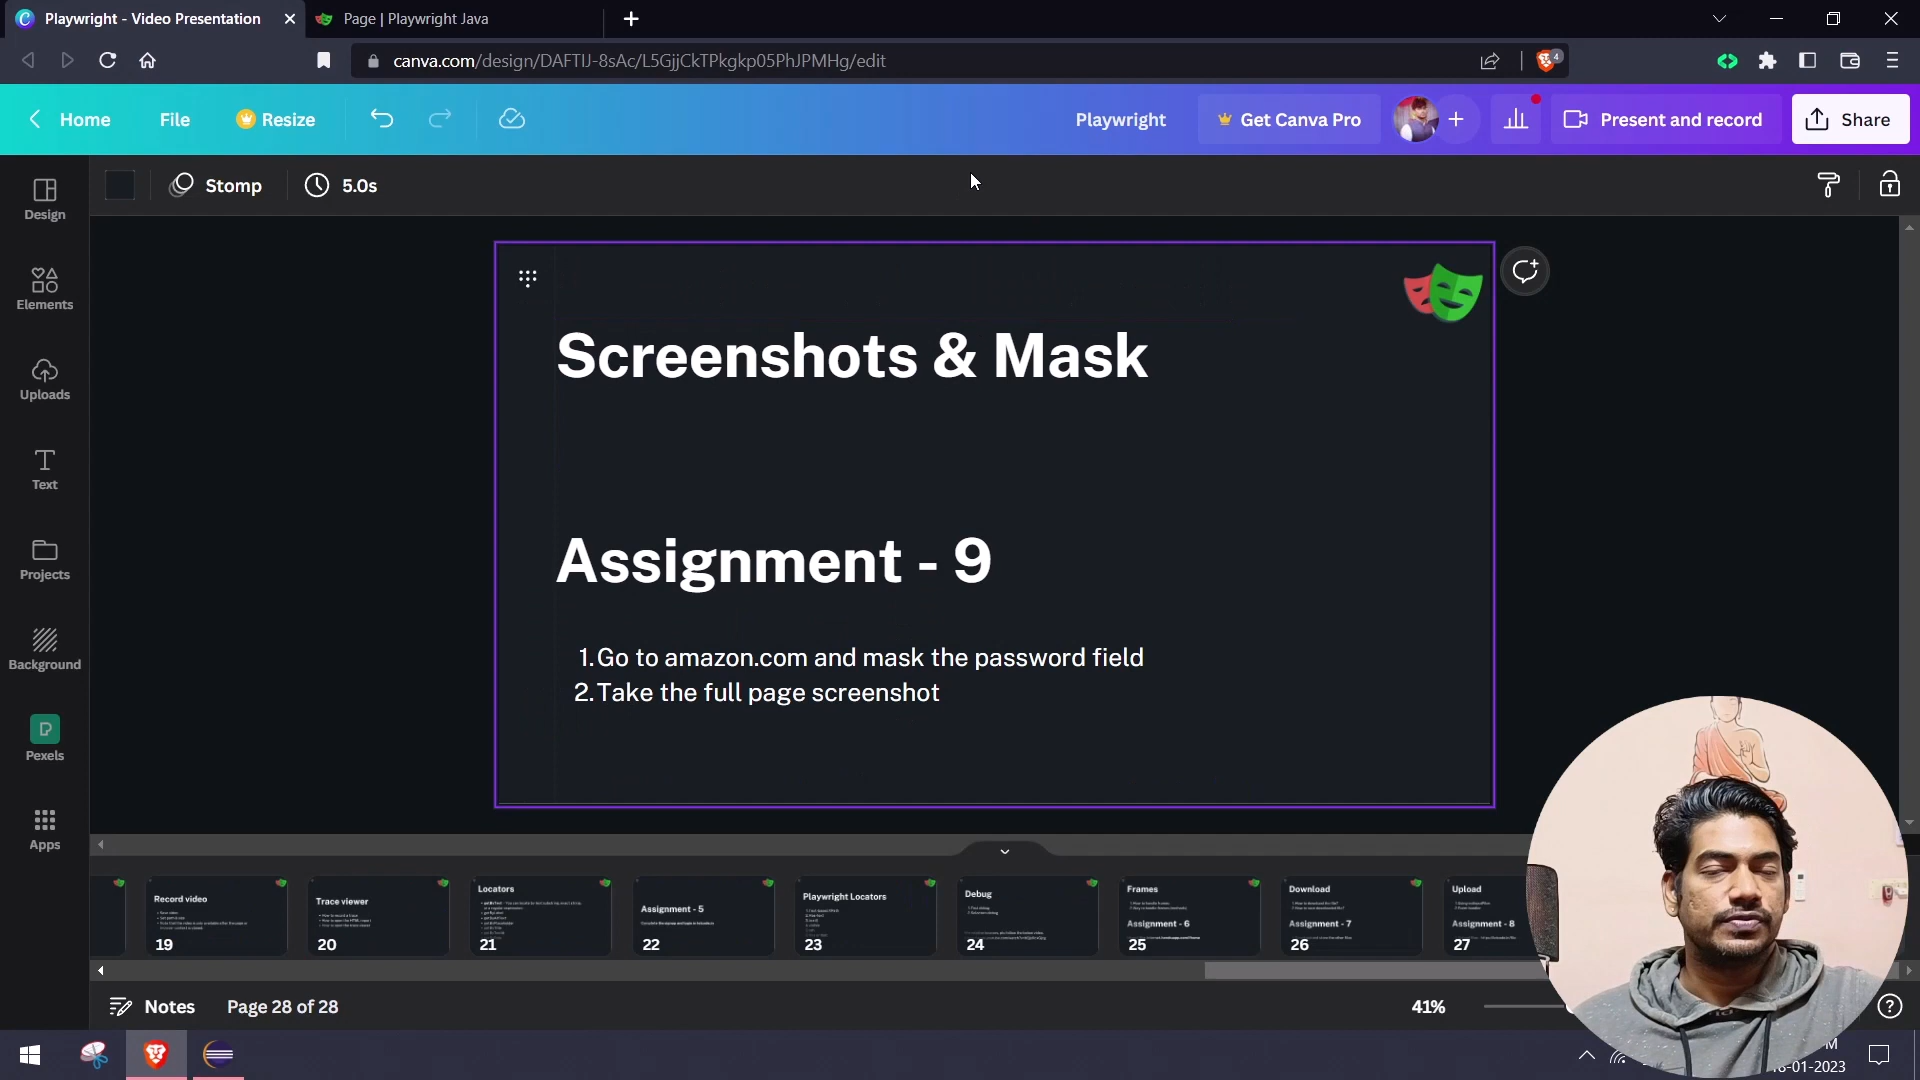 Playwright - Video Presentation
Page | Playwright Java
canva.com/design/DAFTIJ-8sAc/L5GjjCkTPkgkp05PhJPMHg/edit
4
Home
File
Resize
Playwright
Get Canva Pro
Present and record
Share
Stomp
5.0s
Design
Elements
Uploads
Text
Projects
Background
Pexels
Apps
Screenshots & Mask
Assignment - 9
1. Go to amazon.com and mask the password field
2. Take the full page screenshot
Record video
19
Trace viewer
20
Locators
21
Assignment - 5
22
Playwright Locators
23
Debug
24
Frames
Assignment - 6
25
Download
Assignment - 7
26
Upload
Assignment - 8
27
Notes
Page 28 of 28
41%
-01-2023